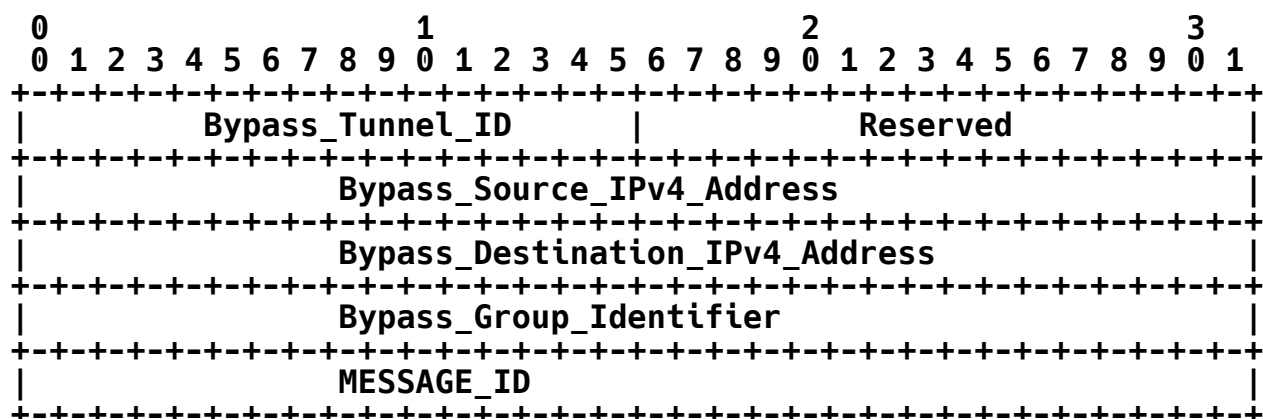 0                   1                   2                   3
 0 1 2 3 4 5 6 7 8 9 0 1 2 3 4 5 6 7 8 9 0 1 2 3 4 5 6 7 8 9 0 1
+-+-+-+-+-+-+-+-+-+-+-+-+-+-+-+-+-+-+-+-+-+-+-+-+-+-+-+-+-+-+-+-+
|         Bypass_Tunnel_ID      |           Reserved            |
+-+-+-+-+-+-+-+-+-+-+-+-+-+-+-+-+-+-+-+-+-+-+-+-+-+-+-+-+-+-+-+-+
|                Bypass_Source_IPv4_Address                     |
+-+-+-+-+-+-+-+-+-+-+-+-+-+-+-+-+-+-+-+-+-+-+-+-+-+-+-+-+-+-+-+-+
|                Bypass_Destination_IPv4_Address                |
+-+-+-+-+-+-+-+-+-+-+-+-+-+-+-+-+-+-+-+-+-+-+-+-+-+-+-+-+-+-+-+-+
|                Bypass_Group_Identifier                        |
+-+-+-+-+-+-+-+-+-+-+-+-+-+-+-+-+-+-+-+-+-+-+-+-+-+-+-+-+-+-+-+-+
|                MESSAGE_ID                                     |
+-+-+-+-+-+-+-+-+-+-+-+-+-+-+-+-+-+-+-+-+-+-+-+-+-+-+-+-+-+-+-+-+